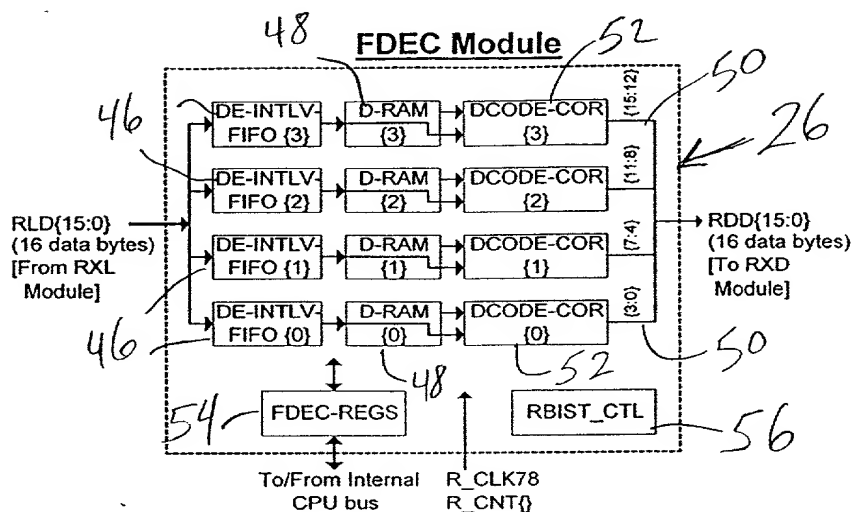 48
FDEC Module
52
50
46
DE-INTLV-
FIFO {3}
D-RAM
{3}
DCODE-COR
{3}
{15:12}
26
46
DE-INTLV-
FIFO {2}
D-RAM
{2}
DCODE-COR
{2}
{11:8}
RLD{15:0}
(16 data bytes)
[From RXL
Module]
DE-INTLV-
FIFO {1}
D-RAM
{1}
DCODE-COR
{1}
{7:4}
RDD{15:0}
(16 data bytes)
[To RXD
Module]
46
DE-INTLV-
FIFO {0}
D-RAM
{0}
DCODE-COR
{0}
{3:0}
50
48
52
54
FDEC-REGS
RBIST_CTL
56
To/From Internal
CPU bus
R_CLK78
R_CNT{}